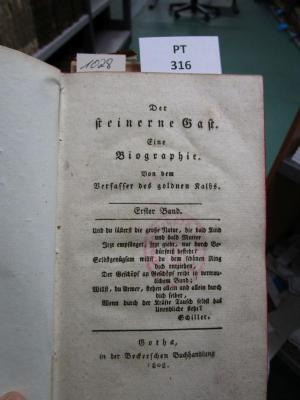 1028
PT
316
Der
steinerne Gast.
Eine
Biographie.
Von dem
Verfasser des goldnen Kalbs.
Erster Band.
Und du lästerst die große Natur, die bald Kind
und bald Mutter
Jetzt empfänget, jetzt giebt, nur durch Be-
dürfniß besteht?
Selbstgenügsam willst du dem schönen Ring
dich entziehen,
Der Geschöpf an Geschöpf reiht in vertrau-
lichem Bund;
Willst, du Armer, stehen allein und allein durch
dich selber,
Wenn durch der Kräfte Tausch selbst das
Unendliche steht?
Schiller.
Gotha,
in der Beckerschen Buchhandlung
1808.